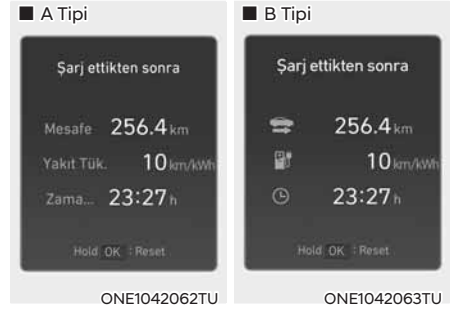 ■ A Tipi
Şarj ettikten sonra
Mesafe 256.4 km
Yakıt Tük. 10 km/kWh
Zama... 23:27 h
Hold OK : Reset
ONE1042062TU
■ B Tipi
Şarj ettikten sonra
256.4 km
10 km/kWh
23:27 h
Hold OK : Reset
ONE1042063TU